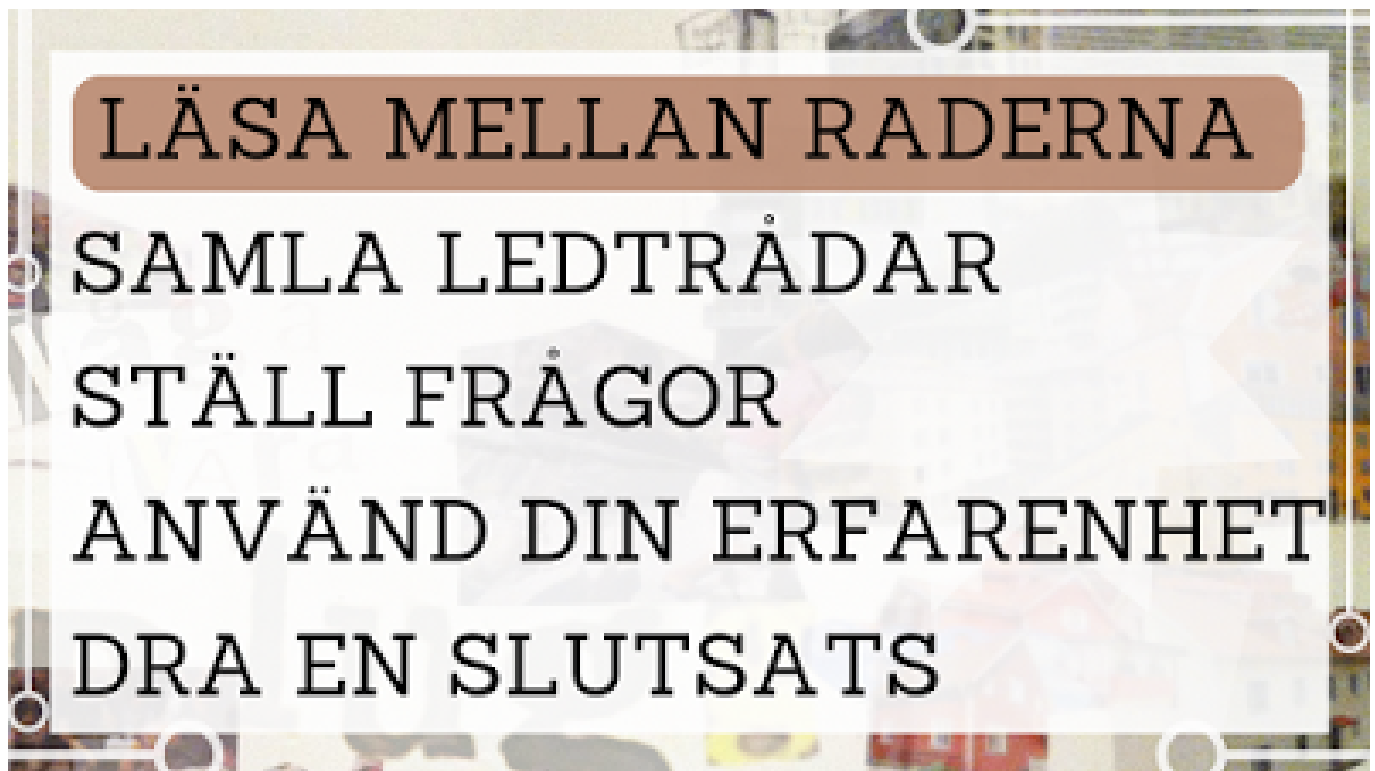 LÄSA MELLAN RADERNA
SAMLA LEDTRÅDAR
STÄLL FRÅGOR
ANVÄND DIN ERFARENHET
DRA EN SLUTSATS